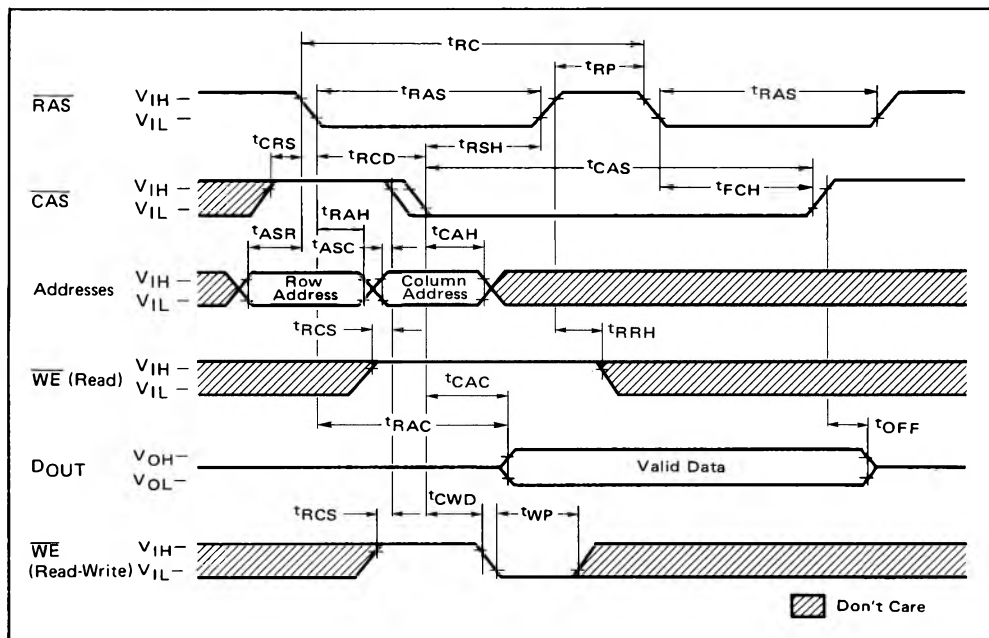 tRC
tRP
RAS
VIH
VIL
tRAS
tRAS
tCRS
tRCD
tRSH
tCAS
CAS
VIH
VIL
tRAH
tFCH
tASR
tASC
tCAH
Addresses
VIH
VIL
Row Address
Column Address
tRCS
tRRH
WE (Read)
VIH
VIL
tCAC
tRAC
tOFF
DOUT
VOH
VOL
Valid Data
tRCS
tCWD
tWP
WE (Read-Write)
VIH
VIL
Don't Care